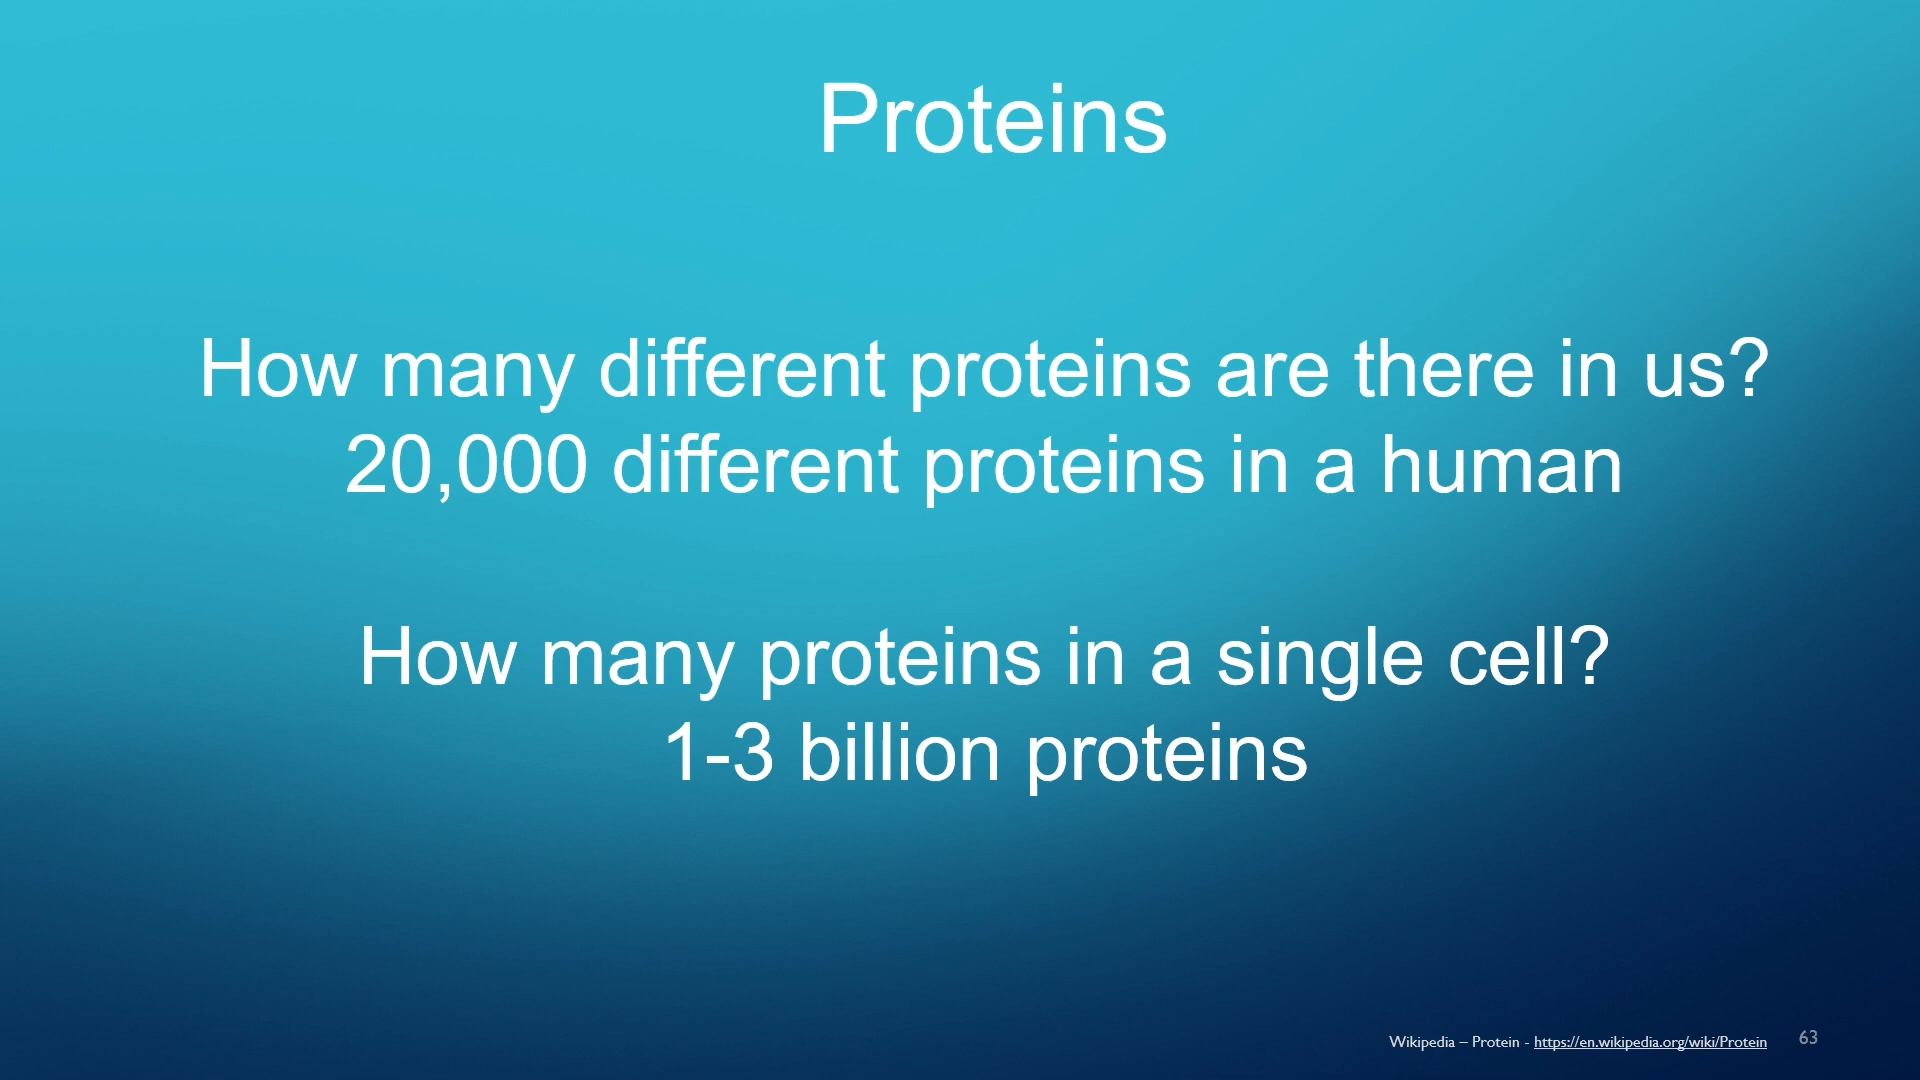 Proteins
How many different proteins are there in us?
20,000 different proteins in a human
How many proteins in a single cell?
1-3 billion proteins
Wikipedia – Protein - https://en.wikipedia.org/wiki/Protein 63